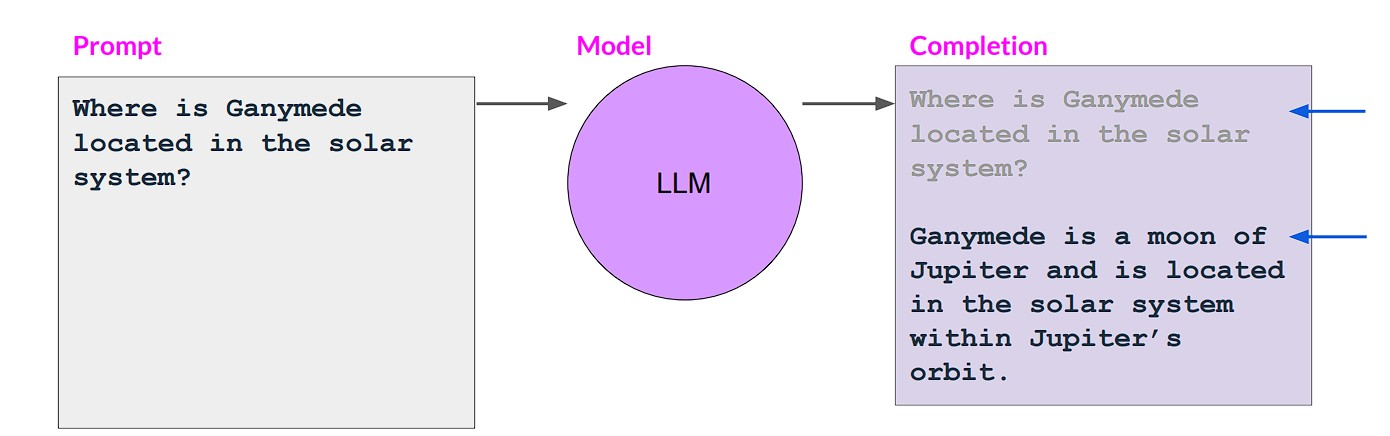 Prompt
Where is Ganymede
located in the solar
system?
Model
LLM
Completion
Where is Ganymede
located in the solar
system?
Ganymede is a moon of
Jupiter and is located
in the solar system
within Jupiter’s
orbit.